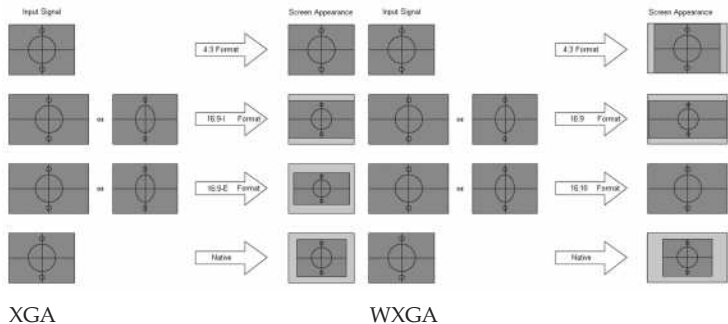 Input Signal Screen Appearance Input Signal Screen Appearance
4:3 Format 4:3 Format
or 16:9-I Format or 16:9 Format
or 16:9-E Format or 16:10 Format
Native Native
XGA WXGA